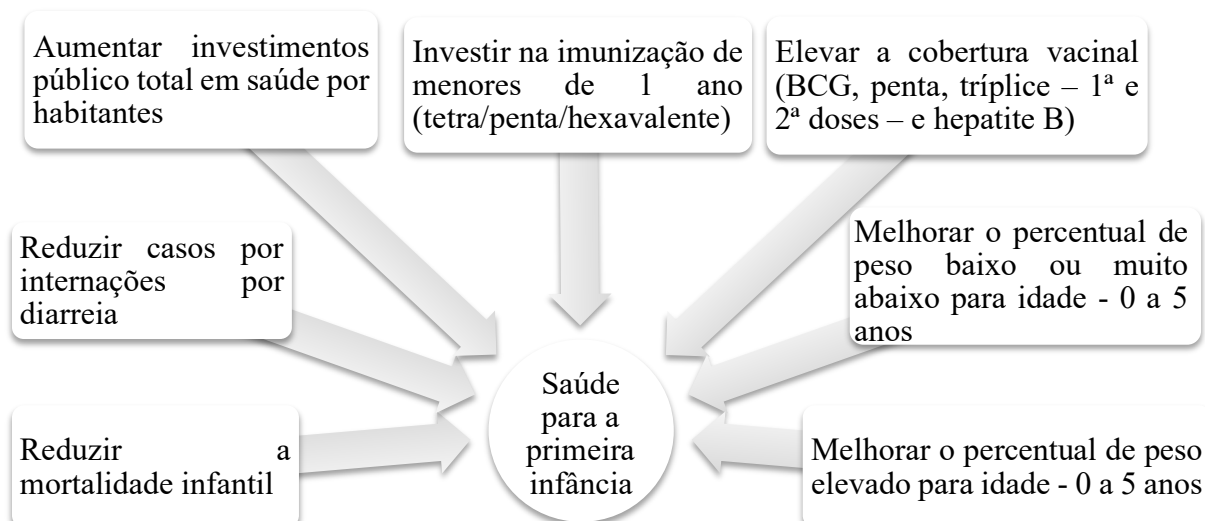 Aumentar investimentos
público total em saúde por
habitantes
Investir na imunização de
menores de 1 ano
(tetra/penta/hexavalente)
Elevar a cobertura vacinal
(BCG, penta, tríplice – 1ª e
2ª doses – e hepatite B)
Reduzir casos por
internações por
diarreia
Melhorar o percentual de
peso baixo ou muito
abaixo para idade - 0 a 5
anos
Reduzir a
mortalidade infantil
Saúde
para a
primeira
infância
Melhorar o percentual de peso
elevado para idade - 0 a 5 anos